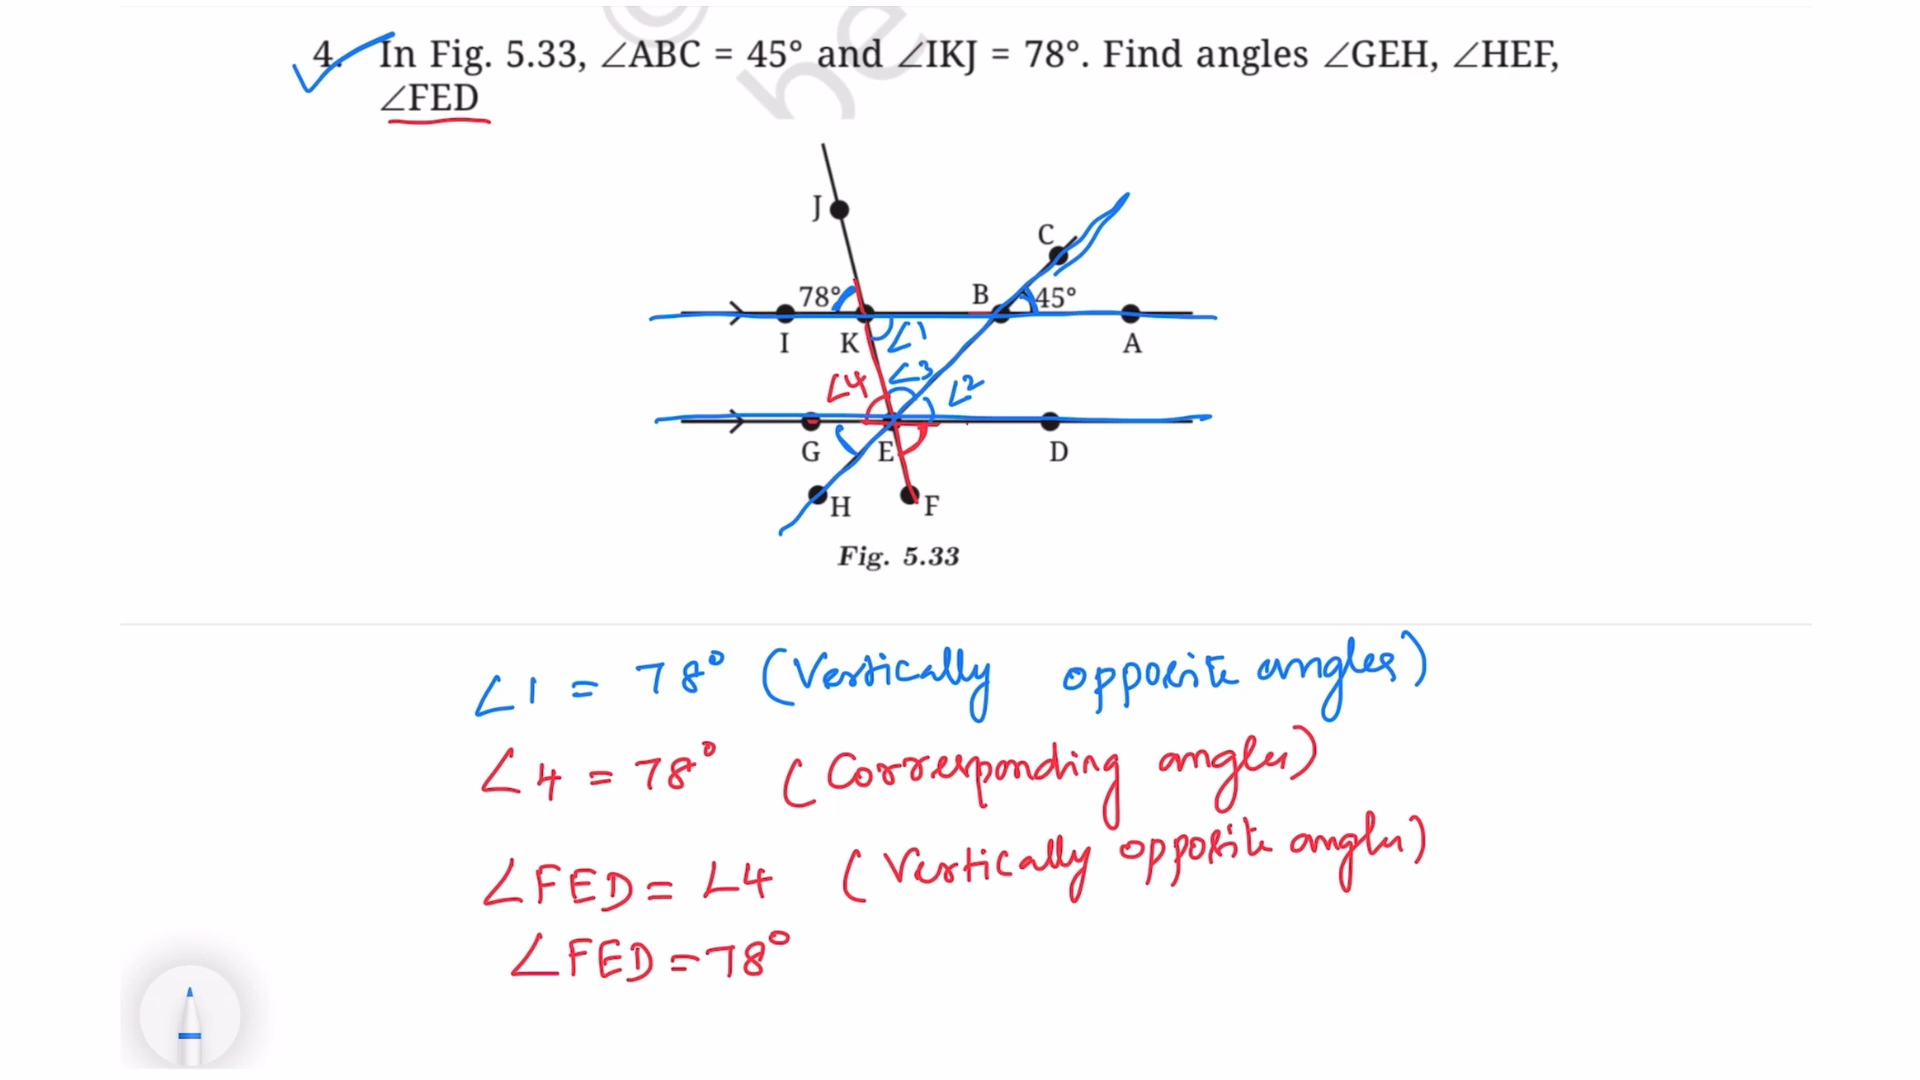 4. In Fig. 5.33, ∠ABC = 45° and ∠IKJ = 78°. Find angles ∠GEH, ∠HEF,
∠FED
J
C
78°
B
45°
I
K
∠1
A
∠4
∠3
∠2
G
E
D
H
F
Fig. 5.33
∠1 = 78° (Vertically opposite angles)
∠4 = 78° (Corresponding angles)
∠FED = ∠4 (Vertically opposite angles)
∠FED = 78°